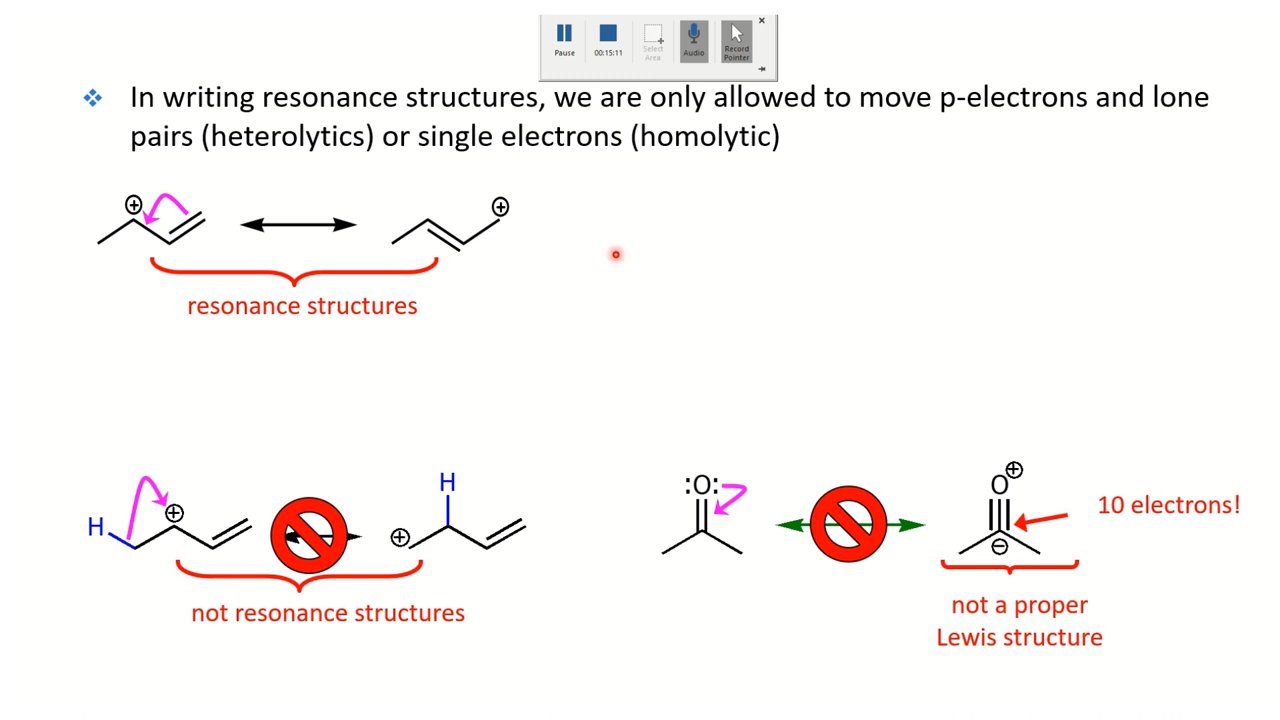 Pause
00:15:11
Select
Area
Audio
Record
Pointer
In writing resonance structures, we are only allowed to move p-electrons and lone
pairs (heterolytics) or single electrons (homolytic)
resonance structures
H
H
not resonance structures
:O:
O
10 electrons!
not a proper
Lewis structure